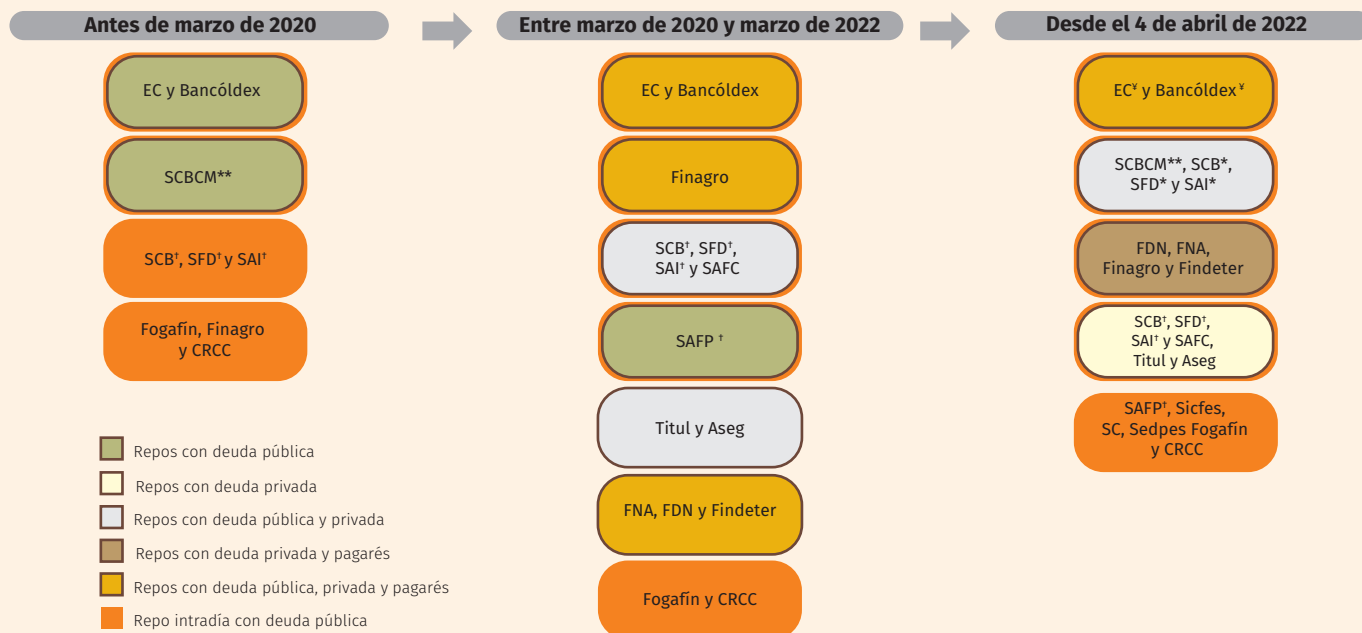 Antes de marzo de 2020
EC y Bancóldex
SCBCM**
SCB†, SFD† y SAI†
Fogafín, Finagro
y CRCC
Repos con deuda pública
Repos con deuda privada
Repos con deuda pública y privada
Repos con deuda privada y pagarés
Repos con deuda pública, privada y pagarés
Repo intradía con deuda pública
Entre marzo de 2020 y marzo de 2022
EC y Bancóldex
Finagro
SCB†, SFD†,
SAI† y SAFC
SAFP †
Titul y Aseg
FNA, FDN y Findeter
Fogafín y CRCC
Desde el 4 de abril de 2022
EC¥ y Bancóldex ¥
SCBCM**, SCB*,
SFD* y SAI*
FDN, FNA,
Finagro y Findeter
SCB†, SFD†,
SAI† y SAFC,
Titul y Aseg
SAFP†, Sicfes,
SC, Sedpes Fogafín
y CRCC